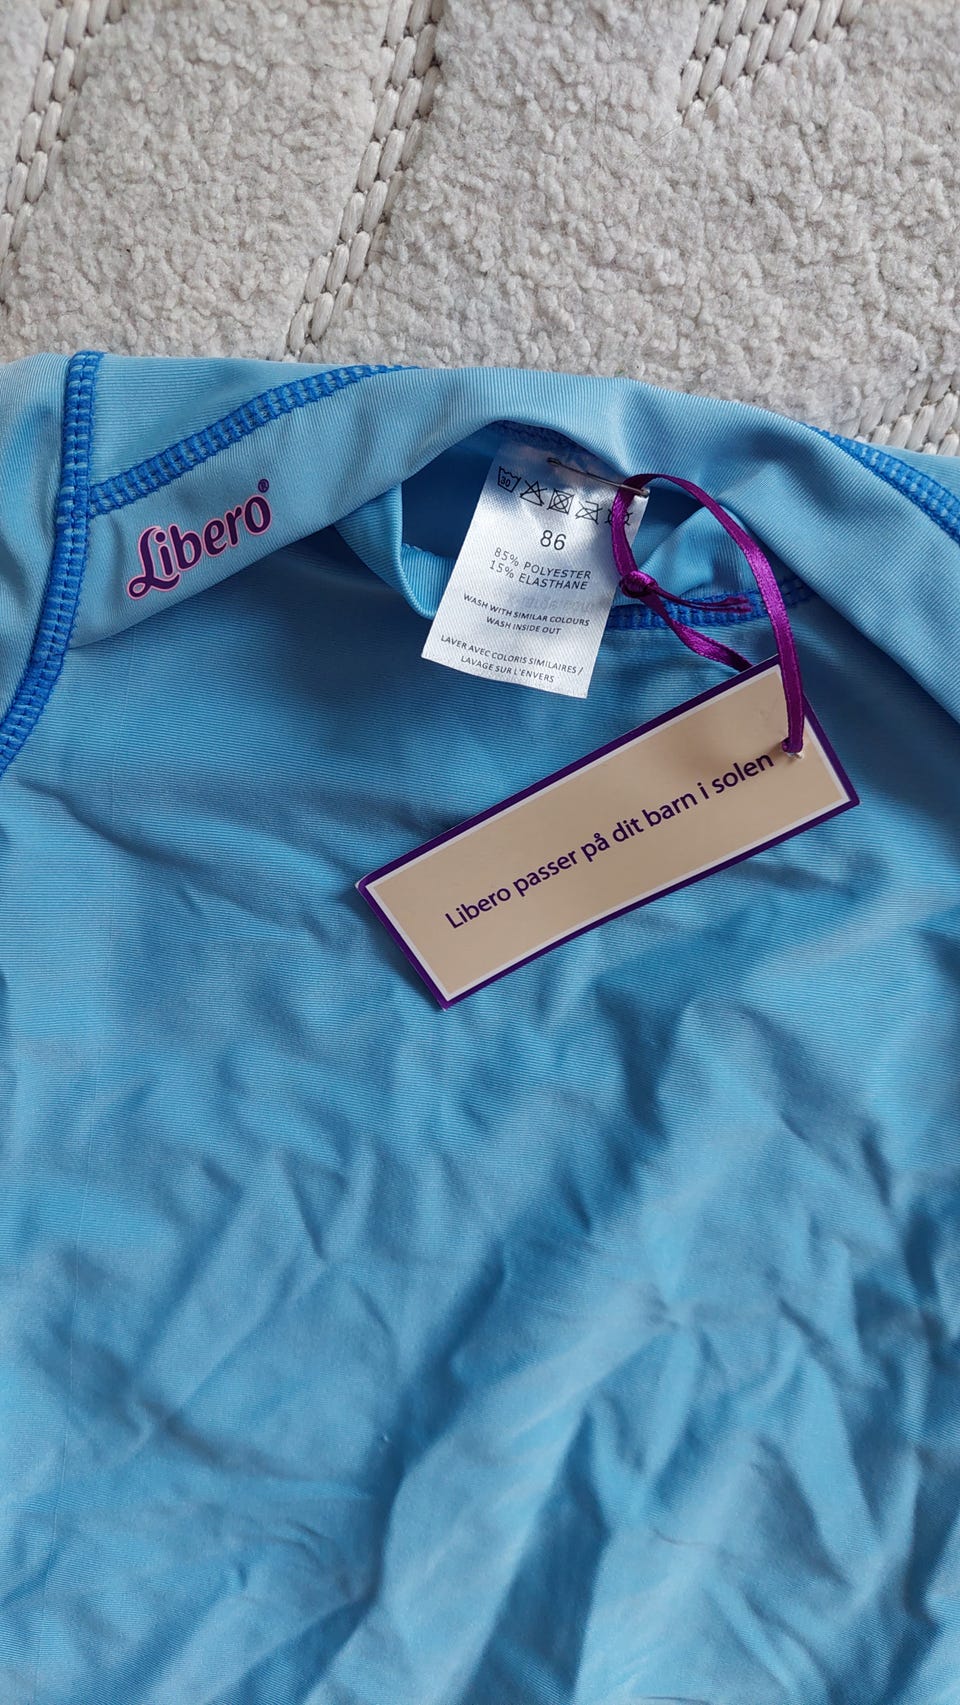 Libero®
30
86
85% POLYESTER
15% ELASTHANE
WASH WITH SIMILAR COLOURS
WASH INSIDE OUT
LAVER AVEC COLORIS SIMILAIRES /
LAVAGE SUR L'ENVERS
Libero passer på dit barn i solen